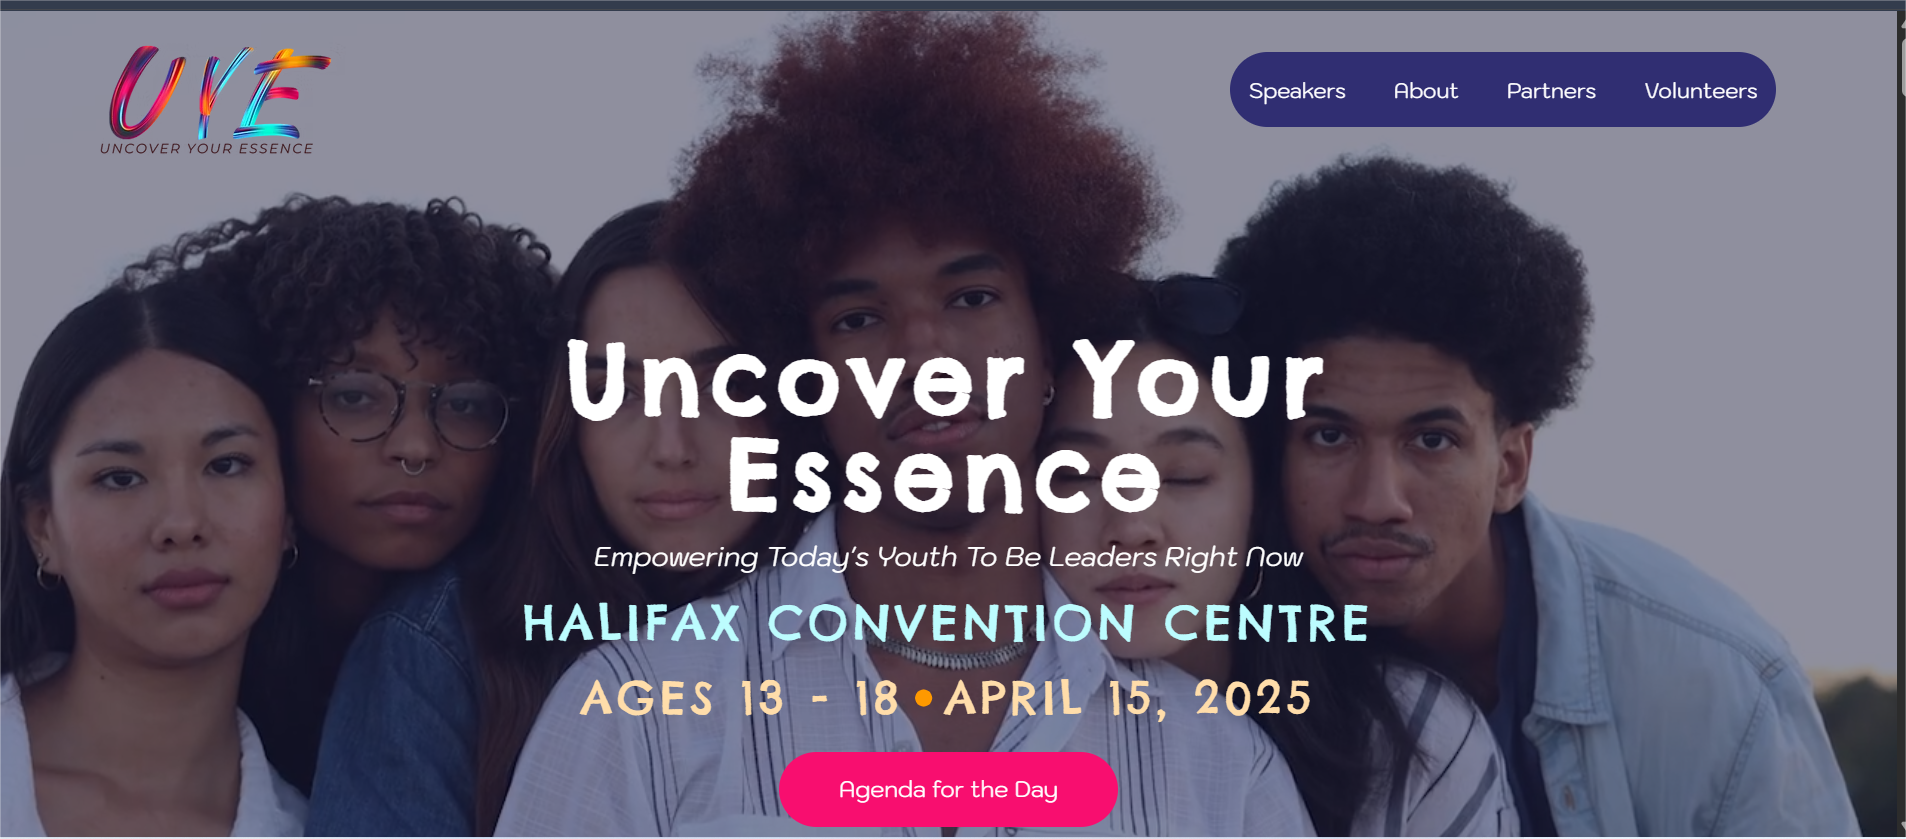 UYE
UNCOVER YOUR ESSENCE
Speakers About Partners Volunteers
Uncover Your
Essence
Empowering Today's Youth To Be Leaders Right Now
HALIFAX CONVENTION CENTRE
AGES 13 - 18 • APRIL 15, 2025
Agenda for the Day